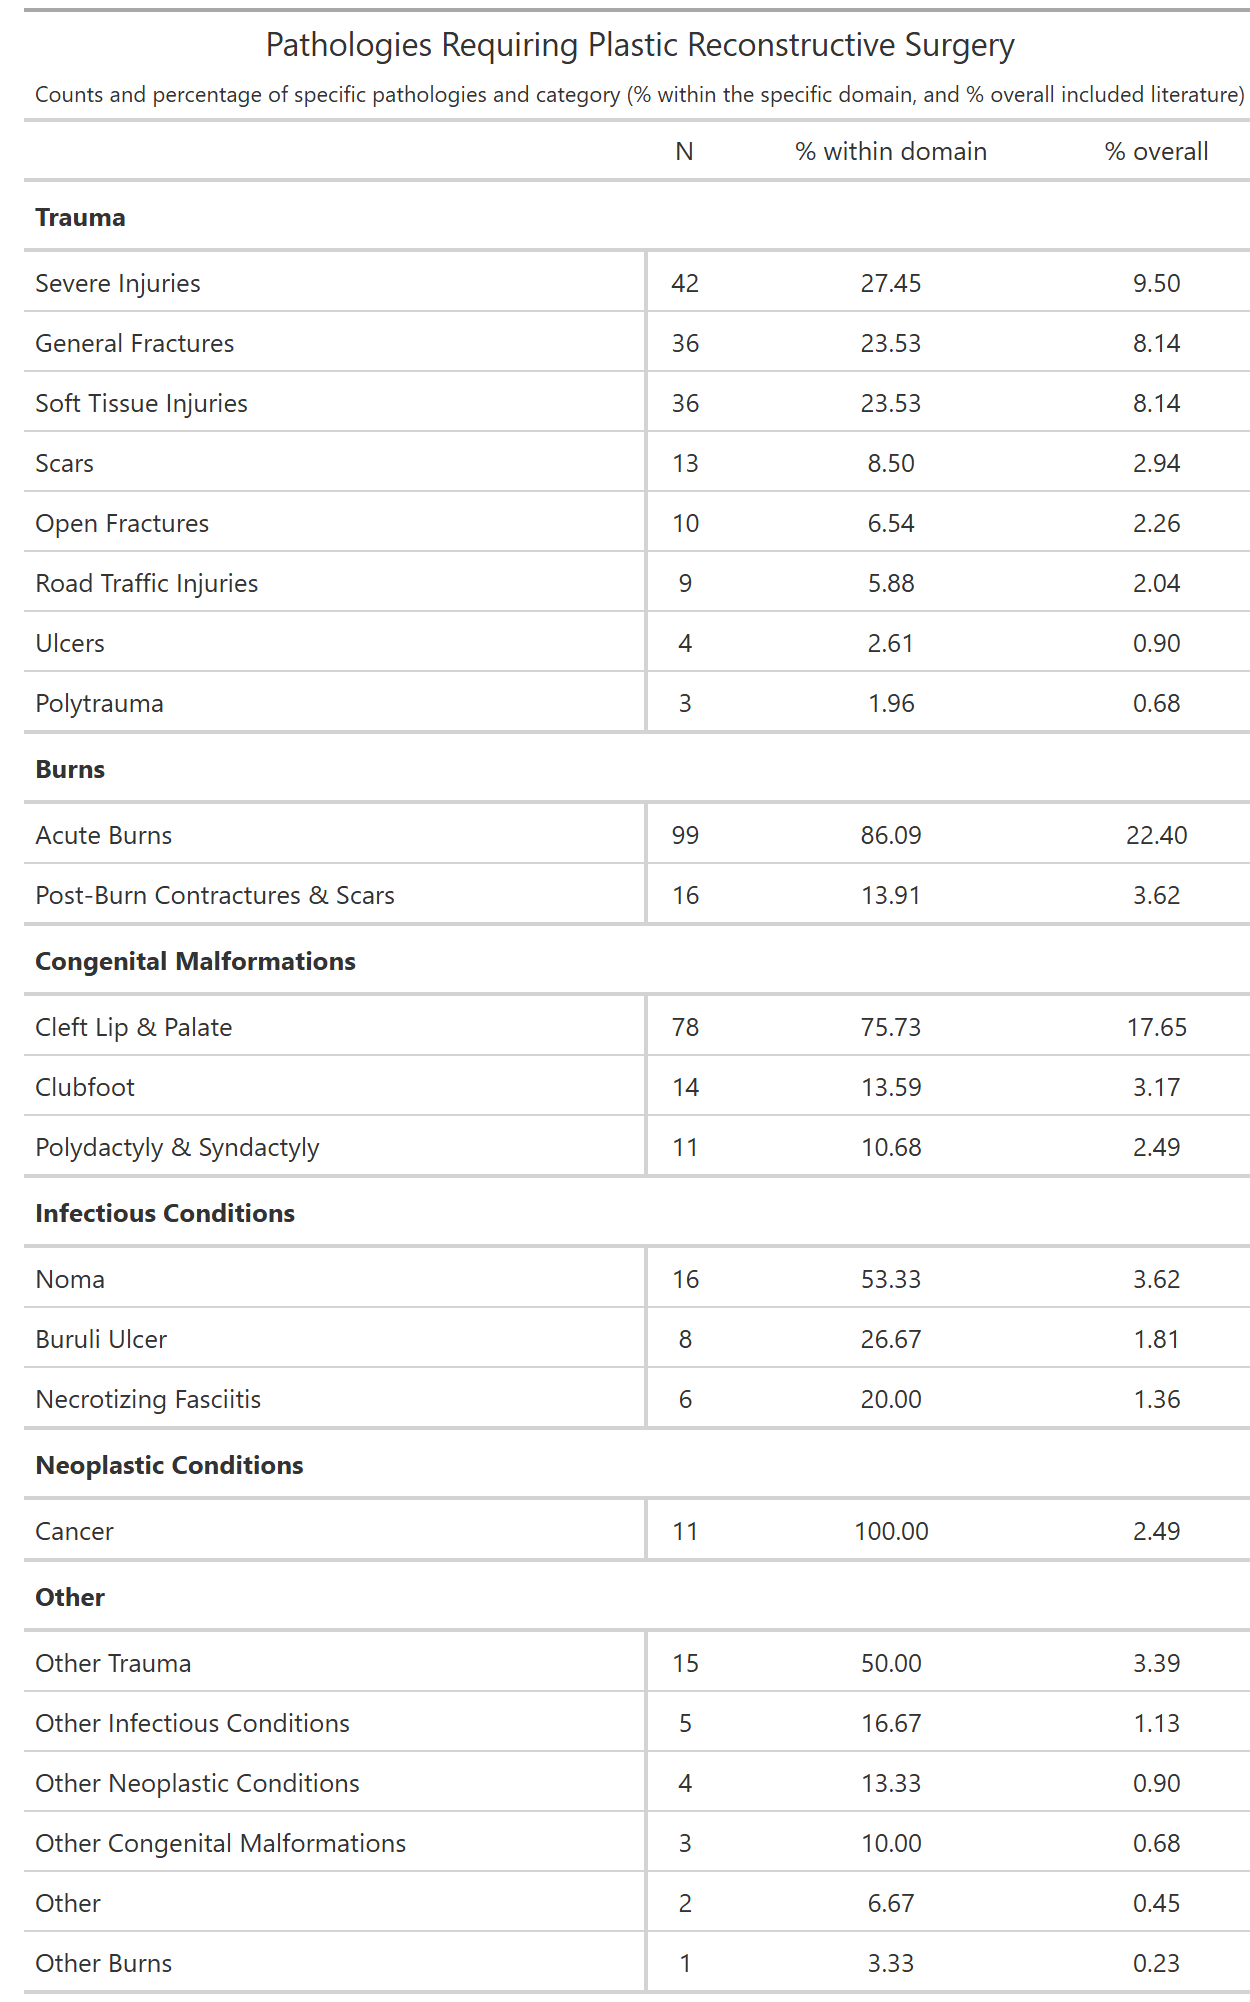 Pathologies Requiring Plastic Reconstructive Surgery
Counts and percentage of specific pathologies and category (% within the specific domain, and % overall included literature)
N % within domain % overall
Trauma
Severe Injuries 42 27.45 9.50
General Fractures 36 23.53 8.14
Soft Tissue Injuries 36 23.53 8.14
Scars 13 8.50 2.94
Open Fractures 10 6.54 2.26
Road Traffic Injuries 9 5.88 2.04
Ulcers 4 2.61 0.90
Polytrauma 3 1.96 0.68
Burns
Acute Burns 99 86.09 22.40
Post-Burn Contractures & Scars 16 13.91 3.62
Congenital Malformations
Cleft Lip & Palate 78 75.73 17.65
Clubfoot 14 13.59 3.17
Polydactyly & Syndactyly 11 10.68 2.49
Infectious Conditions
Noma 16 53.33 3.62
Buruli Ulcer 8 26.67 1.81
Necrotizing Fasciitis 6 20.00 1.36
Neoplastic Conditions
Cancer 11 100.00 2.49
Other
Other Trauma 15 50.00 3.39
Other Infectious Conditions 5 16.67 1.13
Other Neoplastic Conditions 4 13.33 0.90
Other Congenital Malformations 3 10.00 0.68
Other 2 6.67 0.45
Other Burns 1 3.33 0.23